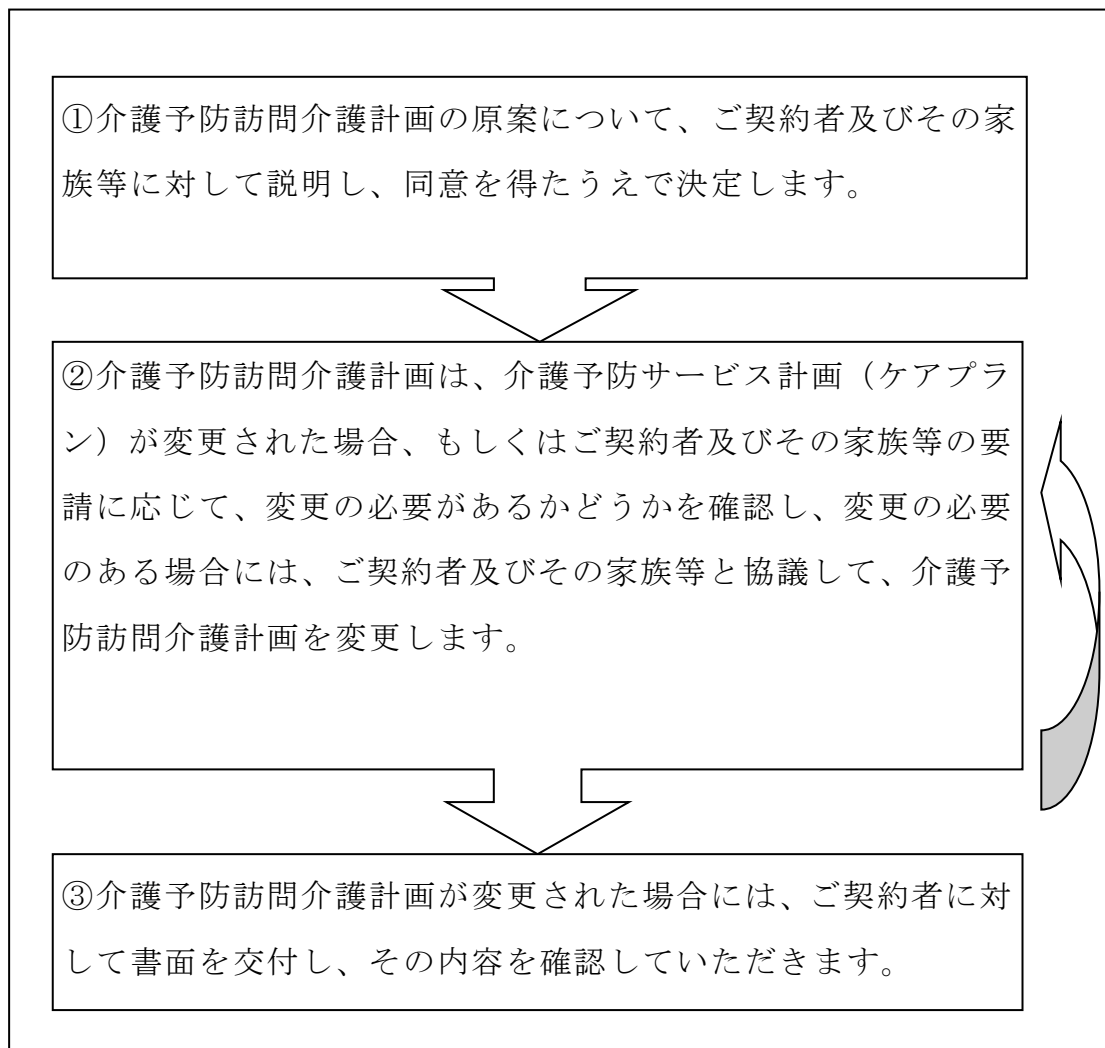 ①介護予防訪問介護計画の原案について、ご契約者及びその家
族等に対して説明し、同意を得たうえで決定します。
②介護予防訪問介護計画は、介護予防サービス計画（ケアプラ
ン）が変更された場合、もしくはご契約者及びその家族等の要
請に応じて、変更の必要があるかどうかを確認し、変更の必要
のある場合には、ご契約者及びその家族等と協議して、介護予
防訪問介護計画を変更します。
③介護予防訪問介護計画が変更された場合には、ご契約者に対
して書面を交付し、その内容を確認していただきます。